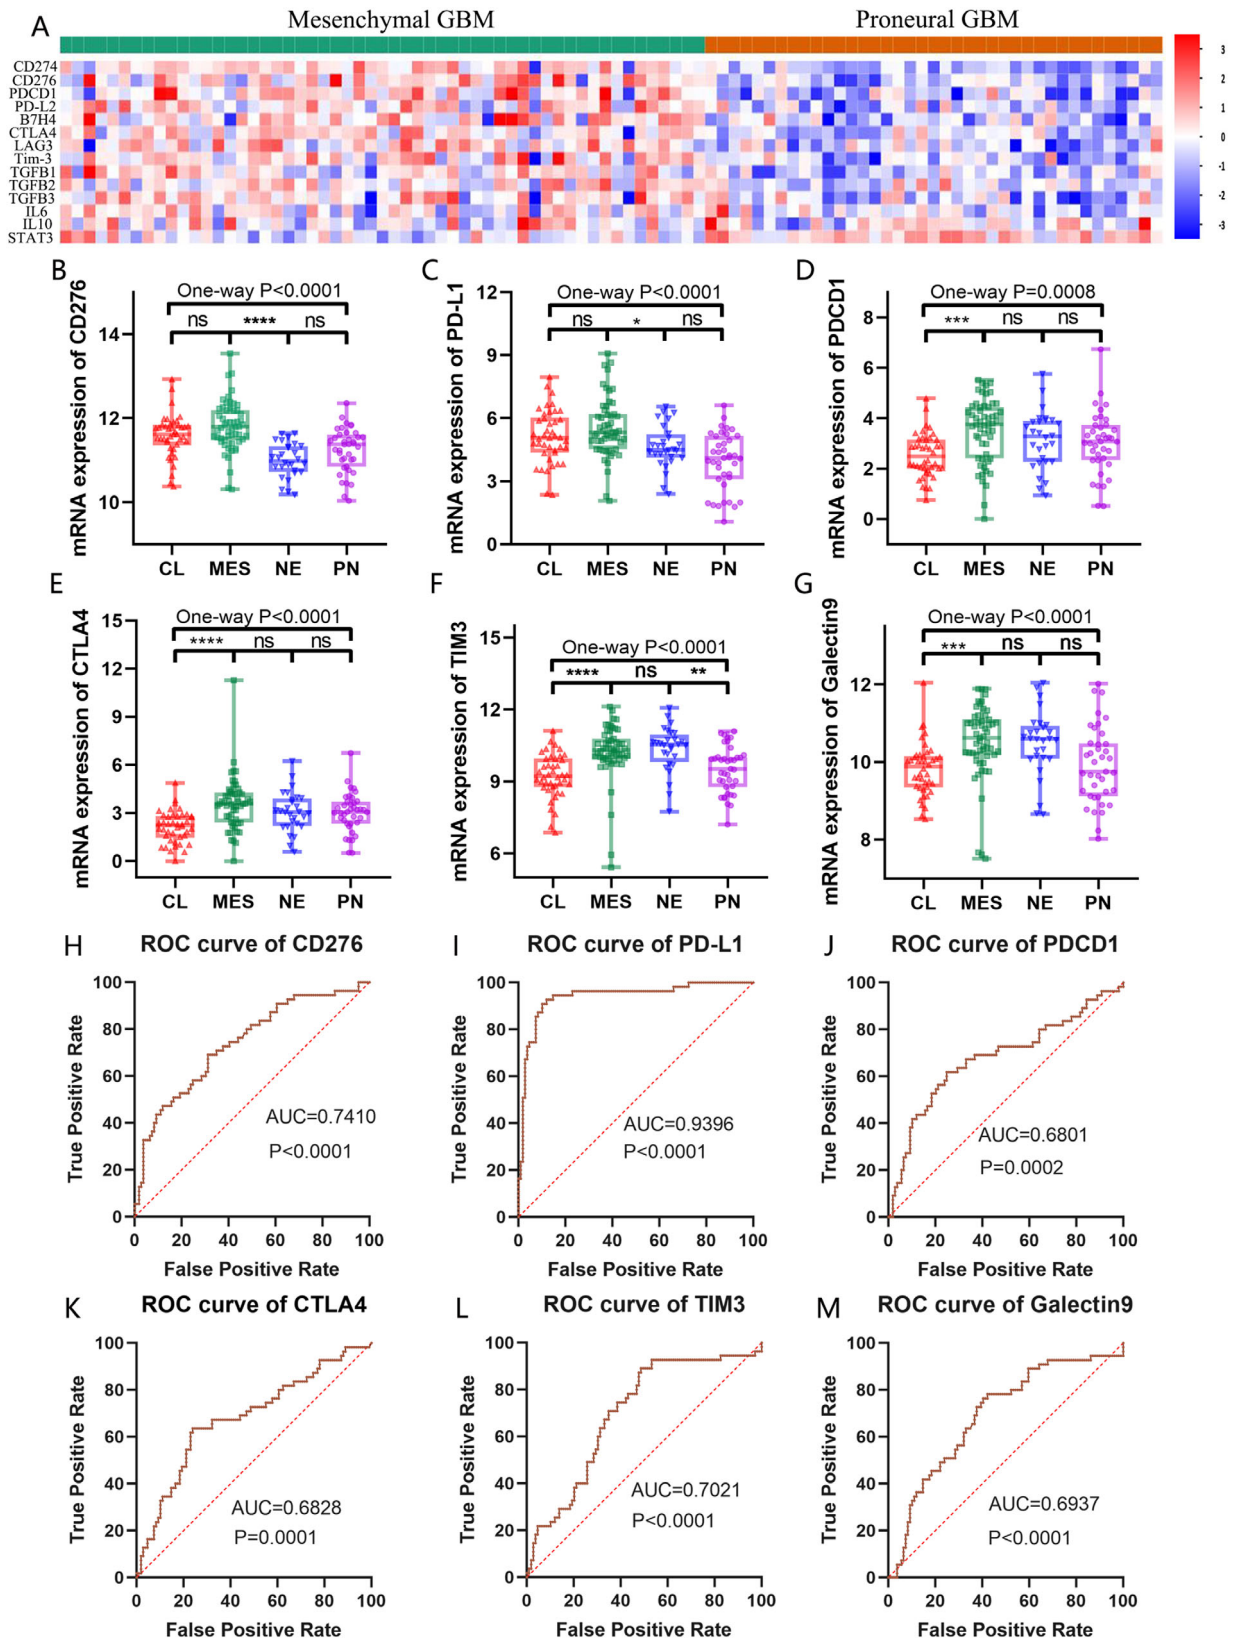 A
Mesenchymal GBM Proneural GBM
CD274
CD276
PDCD1
PD-L2
B7H4
CTLA4
LAG3
Tim-3
TGFB1
TGFB2
TGFB3
IL6
IL10
STAT3
3
2
1
0
-1
-2
-3
B
One-way P<0.0001
ns **** ns
mRNA expression of CD276
14
12
10
CL MES NE PN
C
One-way P<0.0001
ns * ns
mRNA expression of PD-L1
12
9
6
3
0
CL MES NE PN
D
One-way P=0.0008
*** ns ns
mRNA expression of PDCD1
8
6
4
2
0
CL MES NE PN
E
One-way P<0.0001
**** ns ns
mRNA expression of CTLA4
15
12
9
6
3
0
CL MES NE PN
F
One-way P<0.0001
**** ns **
mRNA expression of TIM3
15
12
9
6
CL MES NE PN
G
One-way P<0.0001
*** ns ns
mRNA expression of Galectin9
12
10
8
CL MES NE PN
H
ROC curve of CD276
True Positive Rate
100
80
60
40
20
0
AUC=0.7410
P<0.0001
0 20 40 60 80 100
False Positive Rate
I
ROC curve of PD-L1
True Positive Rate
100
80
60
40
20
0
AUC=0.9396
P<0.0001
0 20 40 60 80 100
False Positive Rate
J
ROC curve of PDCD1
True Positive Rate
100
80
60
40
20
0
AUC=0.6801
P=0.0002
0 20 40 60 80 100
False Positive Rate
K
ROC curve of CTLA4
True Positive Rate
100
80
60
40
20
0
AUC=0.6828
P=0.0001
0 20 40 60 80 100
False Positive Rate
L
ROC curve of TIM3
True Positive Rate
100
80
60
40
20
0
AUC=0.7021
P<0.0001
0 20 40 60 80 100
False Positive Rate
M
ROC curve of Galectin9
True Positive Rate
100
80
60
40
20
0
AUC=0.6937
P<0.0001
0 20 40 60 80 100
False Positive Rate